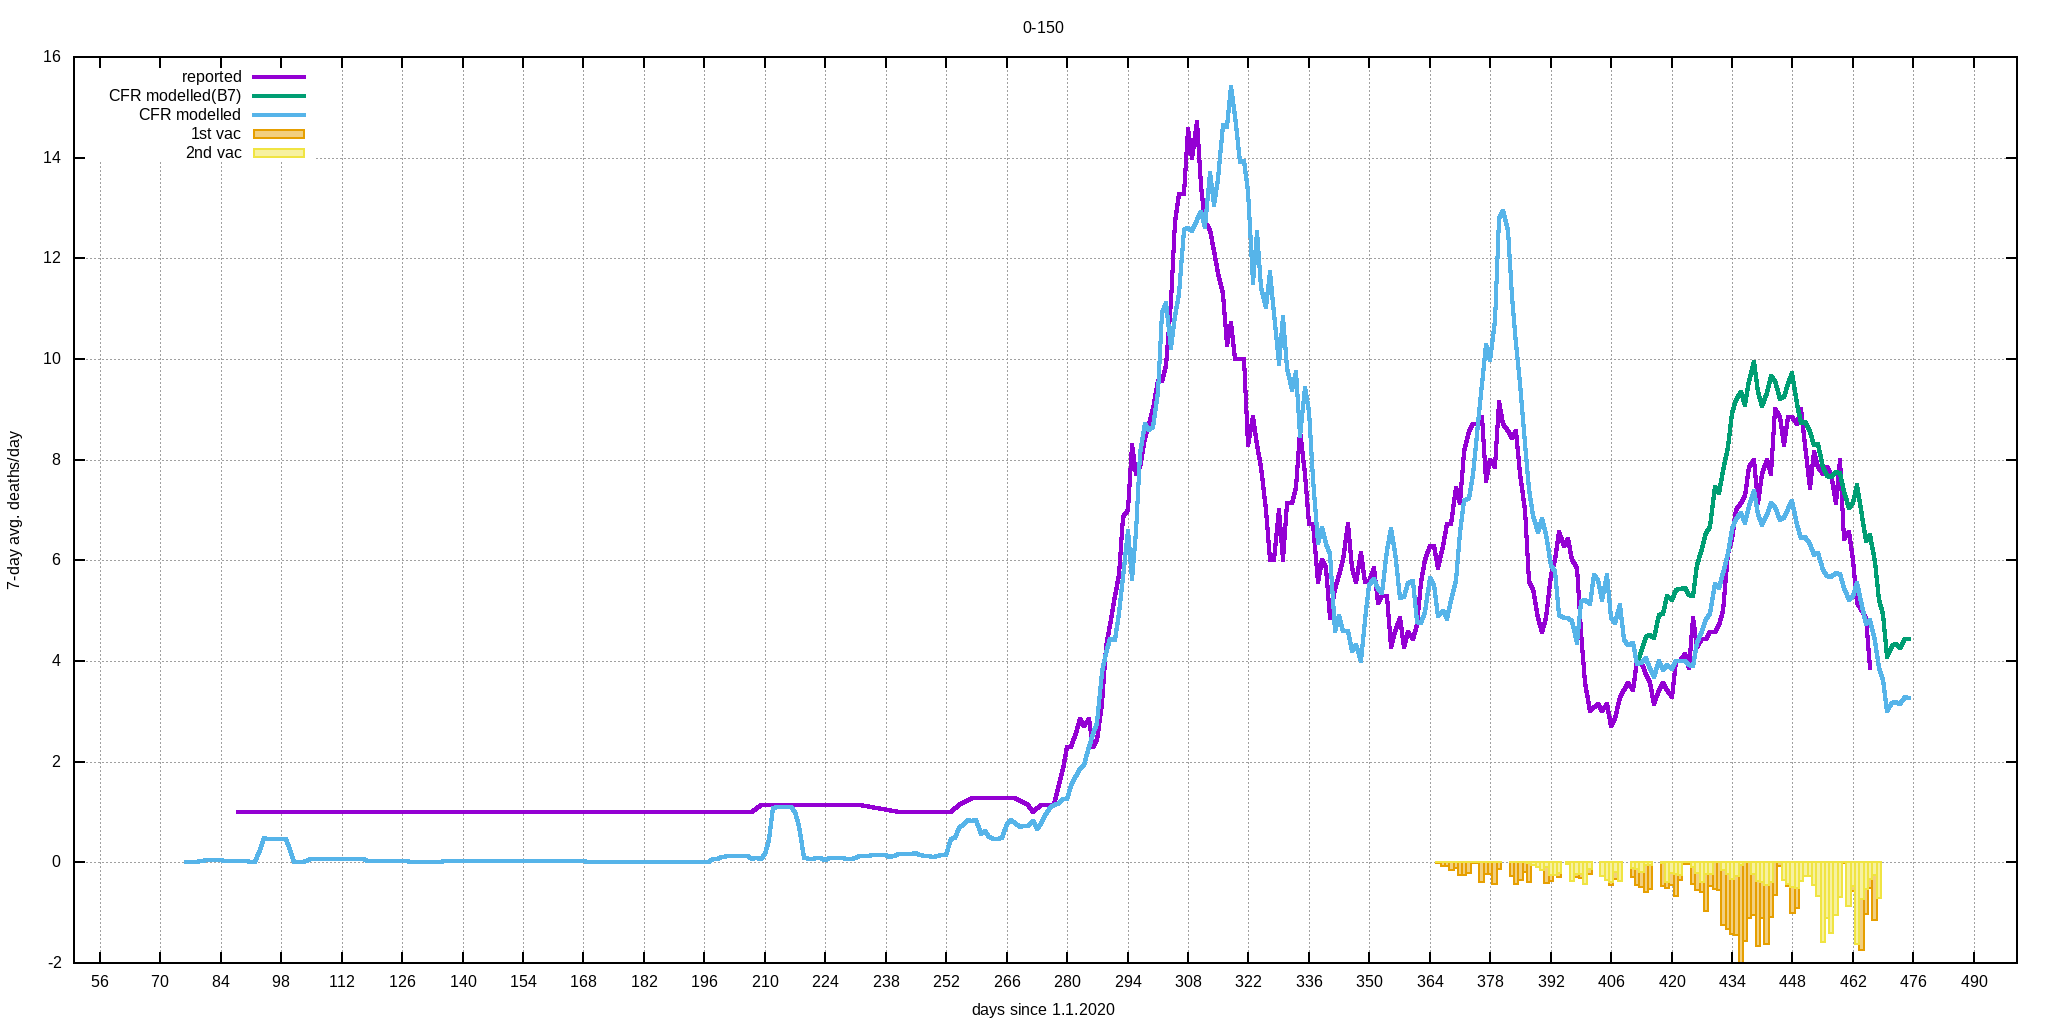 0-150
reported
CFR modelled(B7)
CFR modelled
1st vac
2nd vac
16
14
12
10
8
6
4
2
0
-2
7-day avg. deaths/day
56 70 84 98 112 126 140 154 168 182 196 210 224 238 252 266 280 294 308 322 336 350 364 378 392 406 420 434 448 462 476 490
days since 1.1.2020